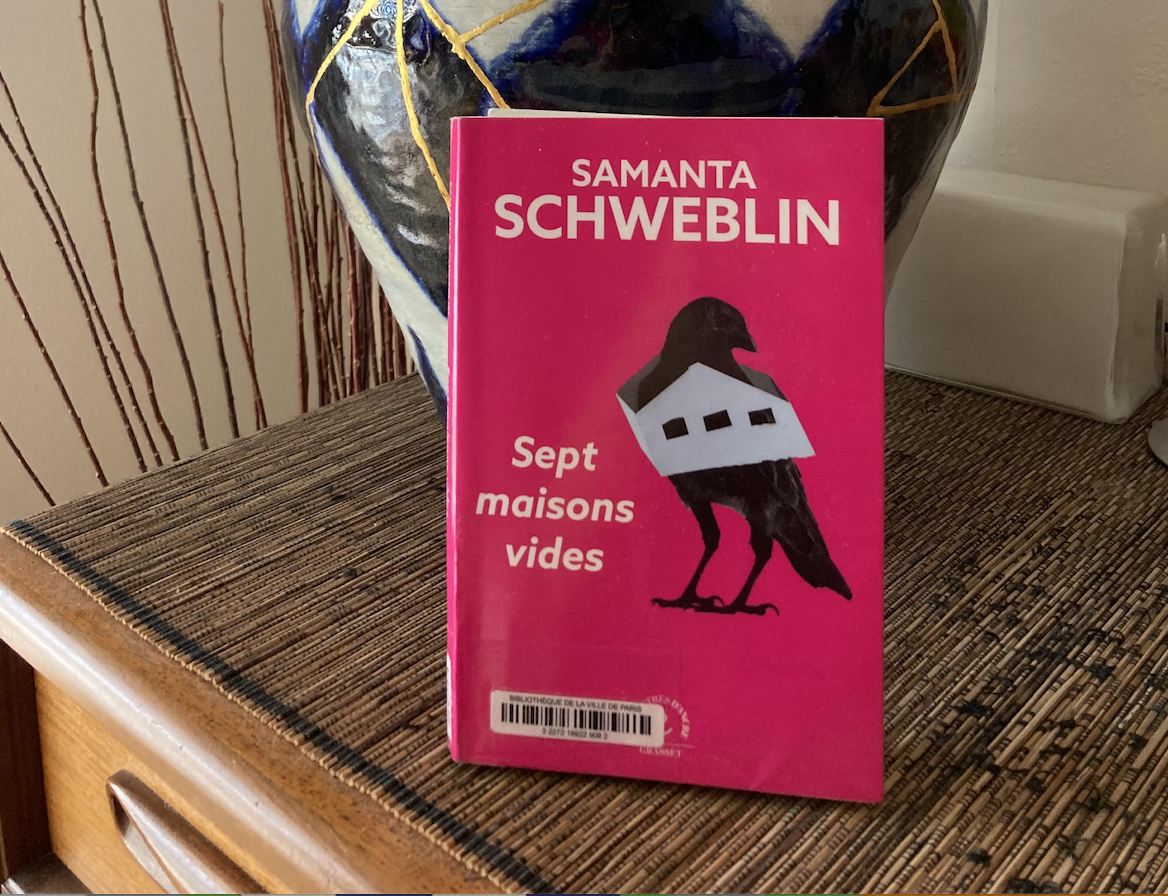 SAMANTA
SCHWEBLIN
Sept
maisons
vides
BIBLIOTHÈQUE DE LA VILLE DE PARIS
GRASSET